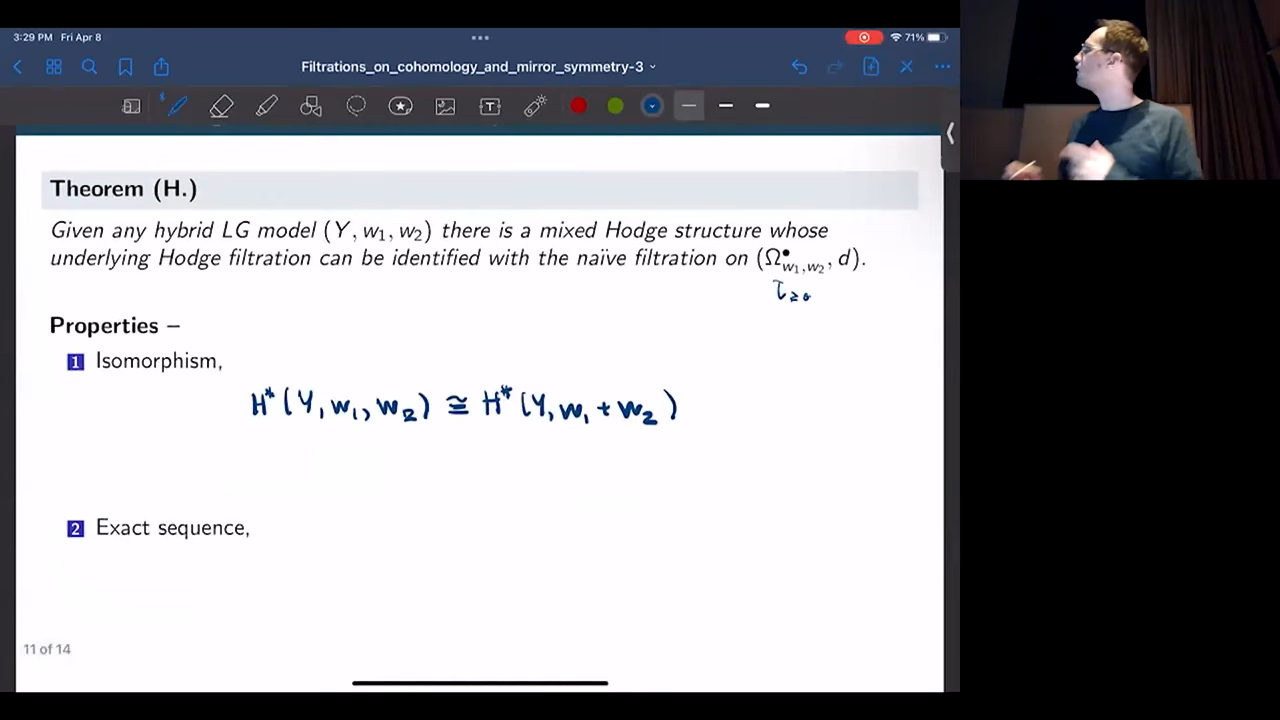 3:29 PM Fri Apr 8
71%
Filtrations_on_cohomology_and_mirror_symmetry-3
Theorem (H.)
Given any hybrid LG model (Y, w₁, w₂) there is a mixed Hodge structure whose
underlying Hodge filtration can be identified with the naïve filtration on (Ω•_{w₁,w₂}, d).
τ≥•
Properties –
1 Isomorphism,
H*(Y, w₁, w₂) ≅ H*(Y, w₁ + w₂)
2 Exact sequence,
11 of 14